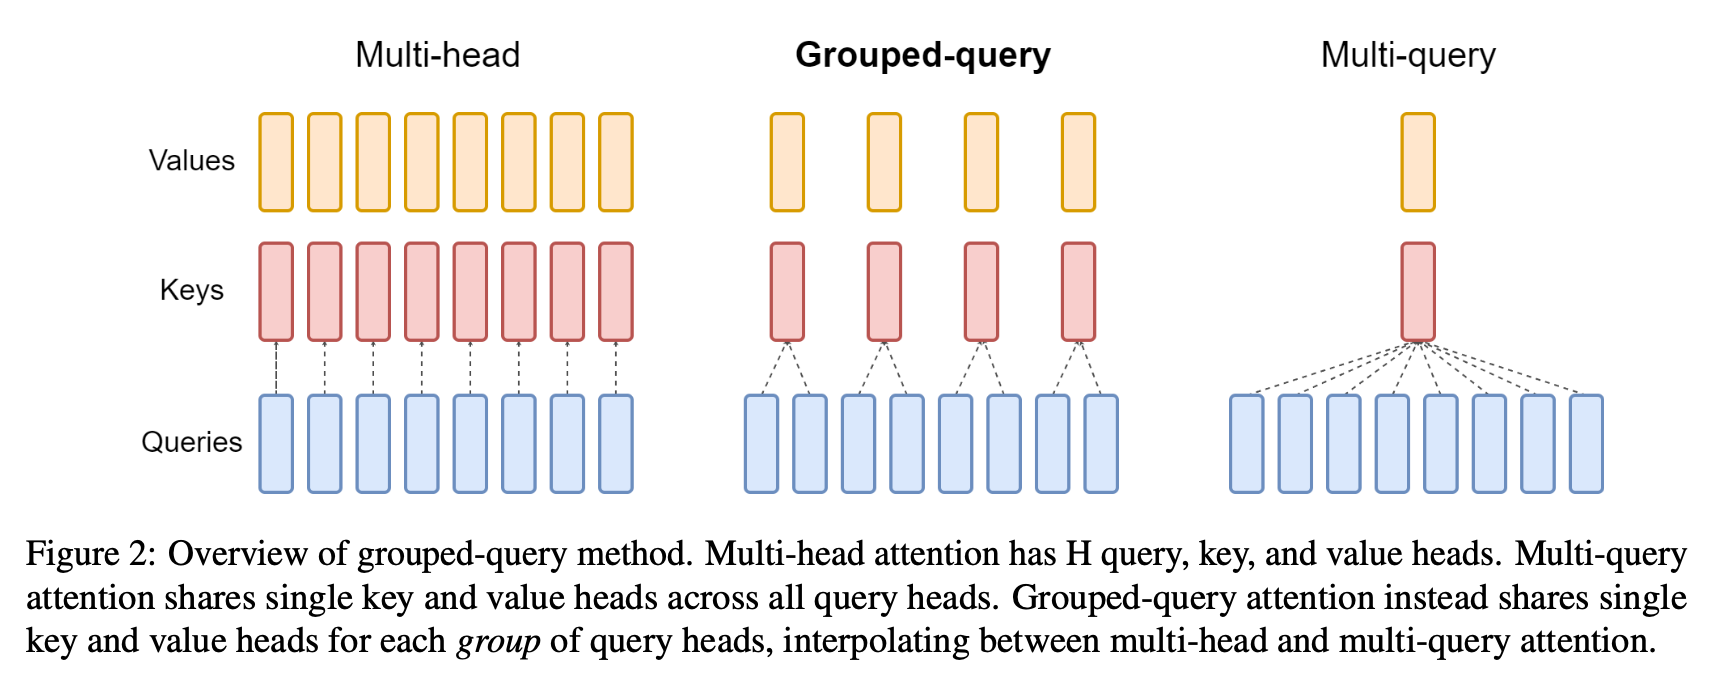 Multi-head
Grouped-query
Multi-query
Values
Keys
Queries
Figure 2: Overview of grouped-query method. Multi-head attention has H query, key, and value heads. Multi-query
attention shares single key and value heads across all query heads. Grouped-query attention instead shares single
key and value heads for each group of query heads, interpolating between multi-head and multi-query attention.